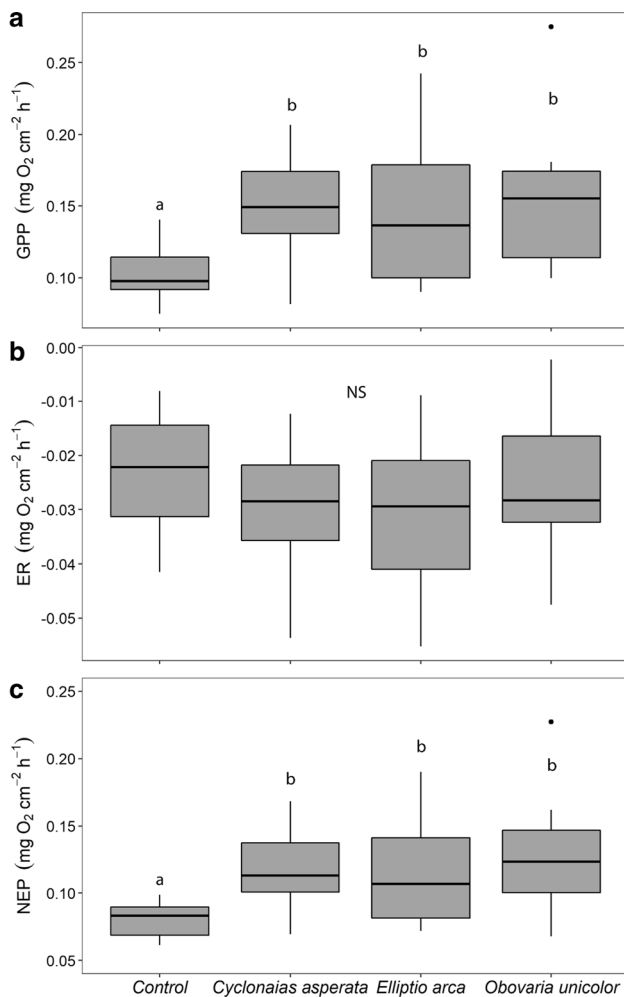 a
GPP (mg O₂ cm⁻² h⁻¹)
0.25
0.20
0.15
0.10
a
b
b
b
b
ER (mg O₂ cm⁻² h⁻¹)
0.00
-0.01
-0.02
-0.03
-0.04
-0.05
NS
c
NEP (mg O₂ cm⁻² h⁻¹)
0.25
0.20
0.15
0.10
0.05
a
b
b
b
Control
Cyclonaias asperata
Elliptio arca
Obovaria unicolor